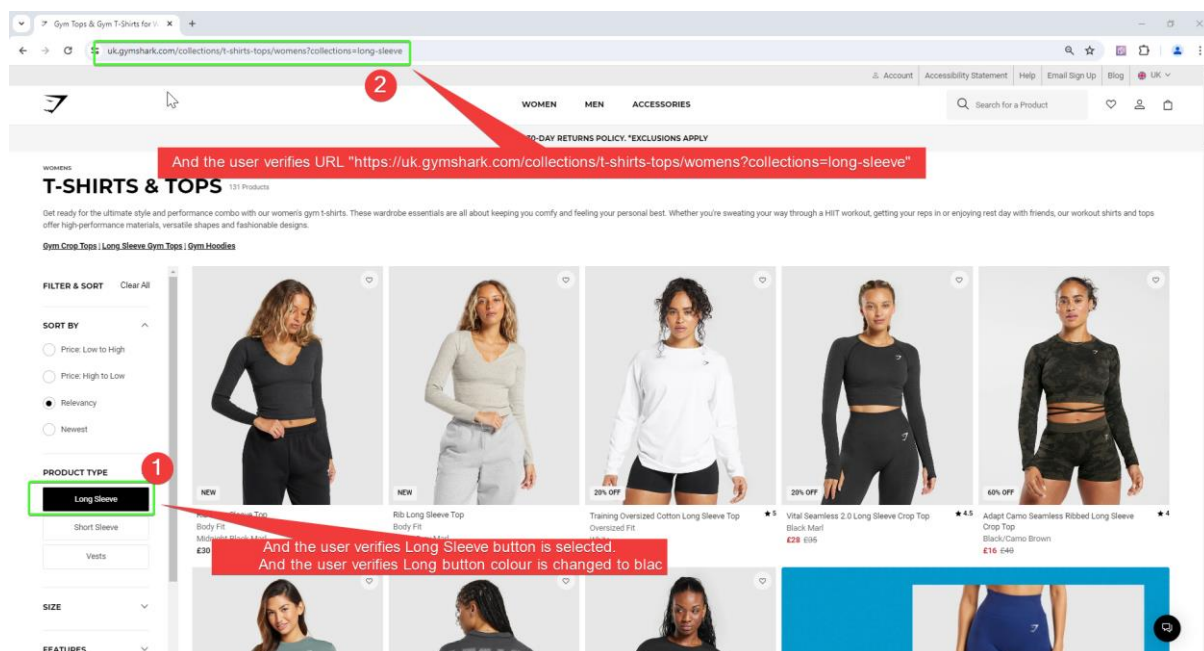 Gym Tops & Gym T-Shirts for W
uk.gymshark.com/collections/t-shirts-tops/womens?collections=long-sleeve
2
Account | Accessibility Statement | Help | Email Sign Up | Blog | UK
WOMEN MEN ACCESSORIES
Search for a Product
30-DAY RETURNS POLICY. *EXCLUSIONS APPLY
And the user verifies URL "https://uk.gymshark.com/collections/t-shirts-tops/womens?collections=long-sleeve"
WOMENS
T-SHIRTS & TOPS 131 Products
Get ready for the ultimate style and performance combo with our women's gym t-shirts. These wardrobe essentials are all about keeping you comfy and feeling your personal best. Whether you're sweating your way through a HIIT workout, getting your reps in or enjoying rest day with friends, our workout shirts and tops
offer high-performance materials, versatile shapes and fashionable designs.
Gym Crop Tops | Long Sleeve Gym Tops | Gym Hoodies
FILTER & SORT Clear All
SORT BY
Price: Low to High
Price: High to Low
Relevancy
Newest
PRODUCT TYPE
1
Long Sleeve
Short Sleeve
Vests
SIZE
FEATURES
NEW
Sleeve Top
Body Fit
£30
NEW
Rib Long Sleeve Top
Body Fit
20% OFF
Training Oversized Cotton Long Sleeve Top 5
Oversized Fit
20% OFF
Vital Seamless 2.0 Long Sleeve Crop Top 4.5
Black Marl
£28 £35
60% OFF
Adapt Camo Seamless Ribbed Long Sleeve 4
Crop Top
Black/Camo Brown
£16 £40
And the user verifies Long Sleeve button is selected.
And the user verifies Long button colour is changed to blac